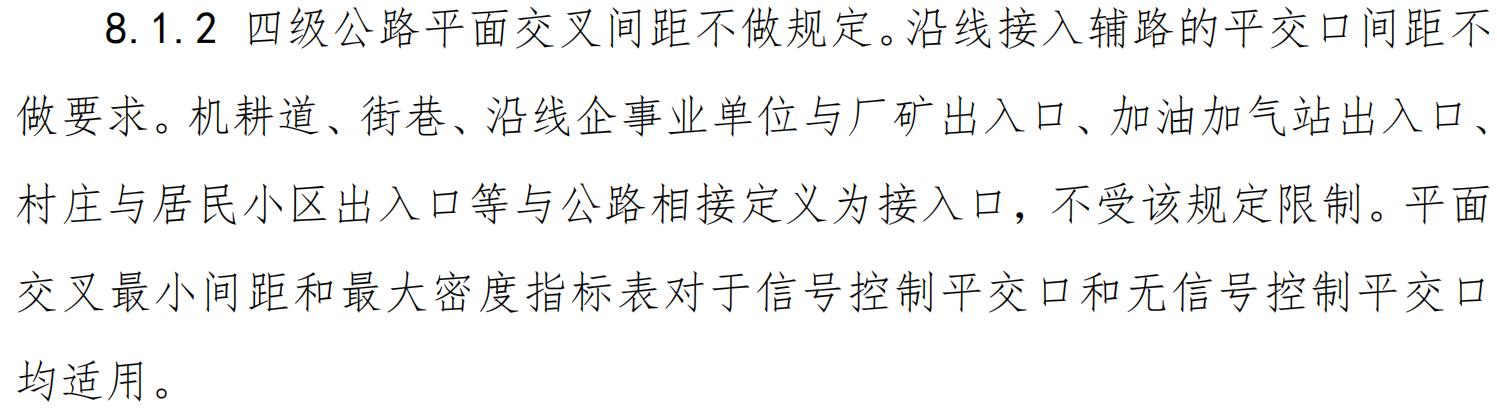 8.1.2 四级公路平面交叉间距不做规定。沿线接入辅路的平交口间距不
做要求。机耕道、街巷、沿线企事业单位与厂矿出入口、加油加气站出入口、
村庄与居民小区出入口等与公路相接定义为接入口，不受该规定限制。平面
交叉最小间距和最大密度指标表对于信号控制平交口和无信号控制平交口
均适用。